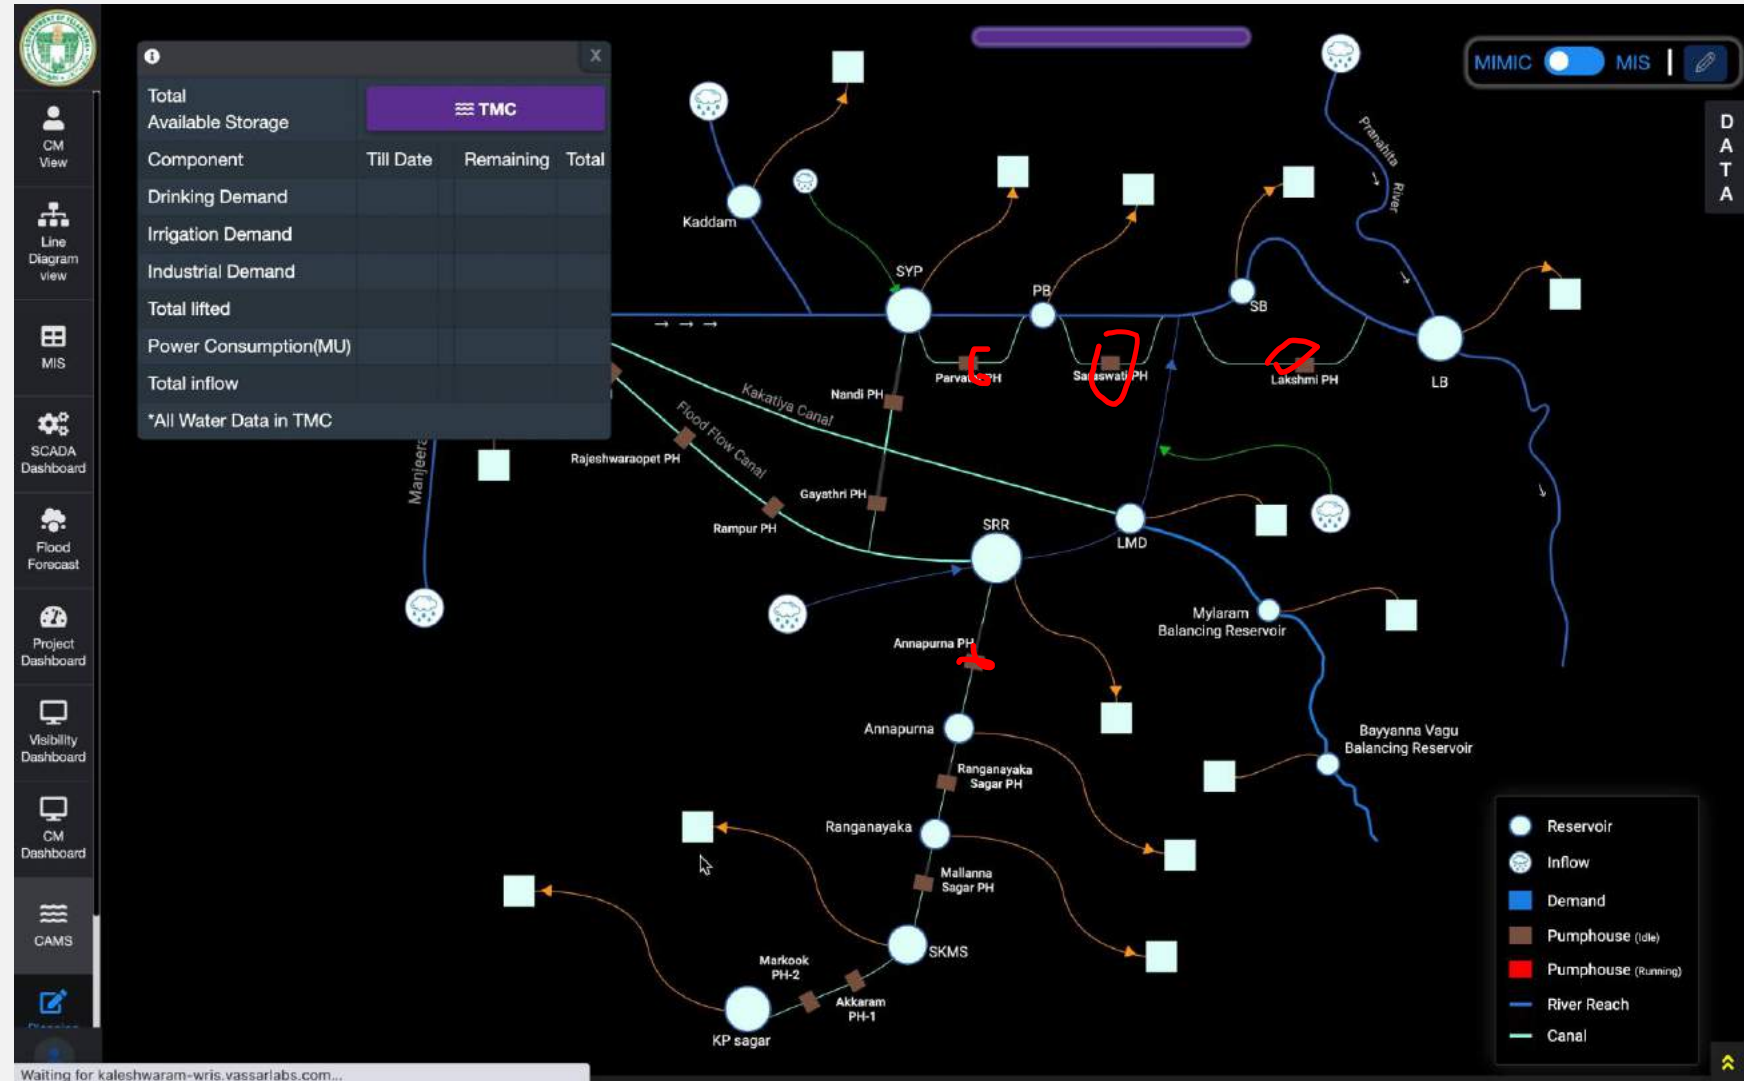 MIMIC
MIS
DATA
CM
View
Line
Diagram
view
MIS
SCADA
Dashboard
Flood
Forecast
Project
Dashboard
Visibility
Dashboard
CM
Dashboard
CAMS
X
Total
Available Storage
TMC
Component Till Date Remaining Total
Drinking Demand
Irrigation Demand
Industrial Demand
Total lifted
Power Consumption(MU)
Total inflow
*All Water Data in TMC
Kaddam
SYP
PB
SB
LB
Pranahita
River
Nandi PH
Saraswati PH
Lakshmi PH
Kakatiya Canal
Flood Flow Canal
Rajeshwaraopet PH
Gayathri PH
Rampur PH
Manjeera
SRR
LMD
Mylaram
Balancing Reservoir
Annapurna PH
Annapurna
Bayyanna Vagu
Balancing Reservoir
Ranganayaka
Sagar PH
Ranganayaka
Mallanna
Sagar PH
SKMS
Markook
PH-2
Akkaram
PH-1
KP sagar
Reservoir
Inflow
Demand
Pumphouse (Idle)
Pumphouse (Running)
River Reach
Canal
Waiting for kaleshwaram-wris.vassarlabs.com...